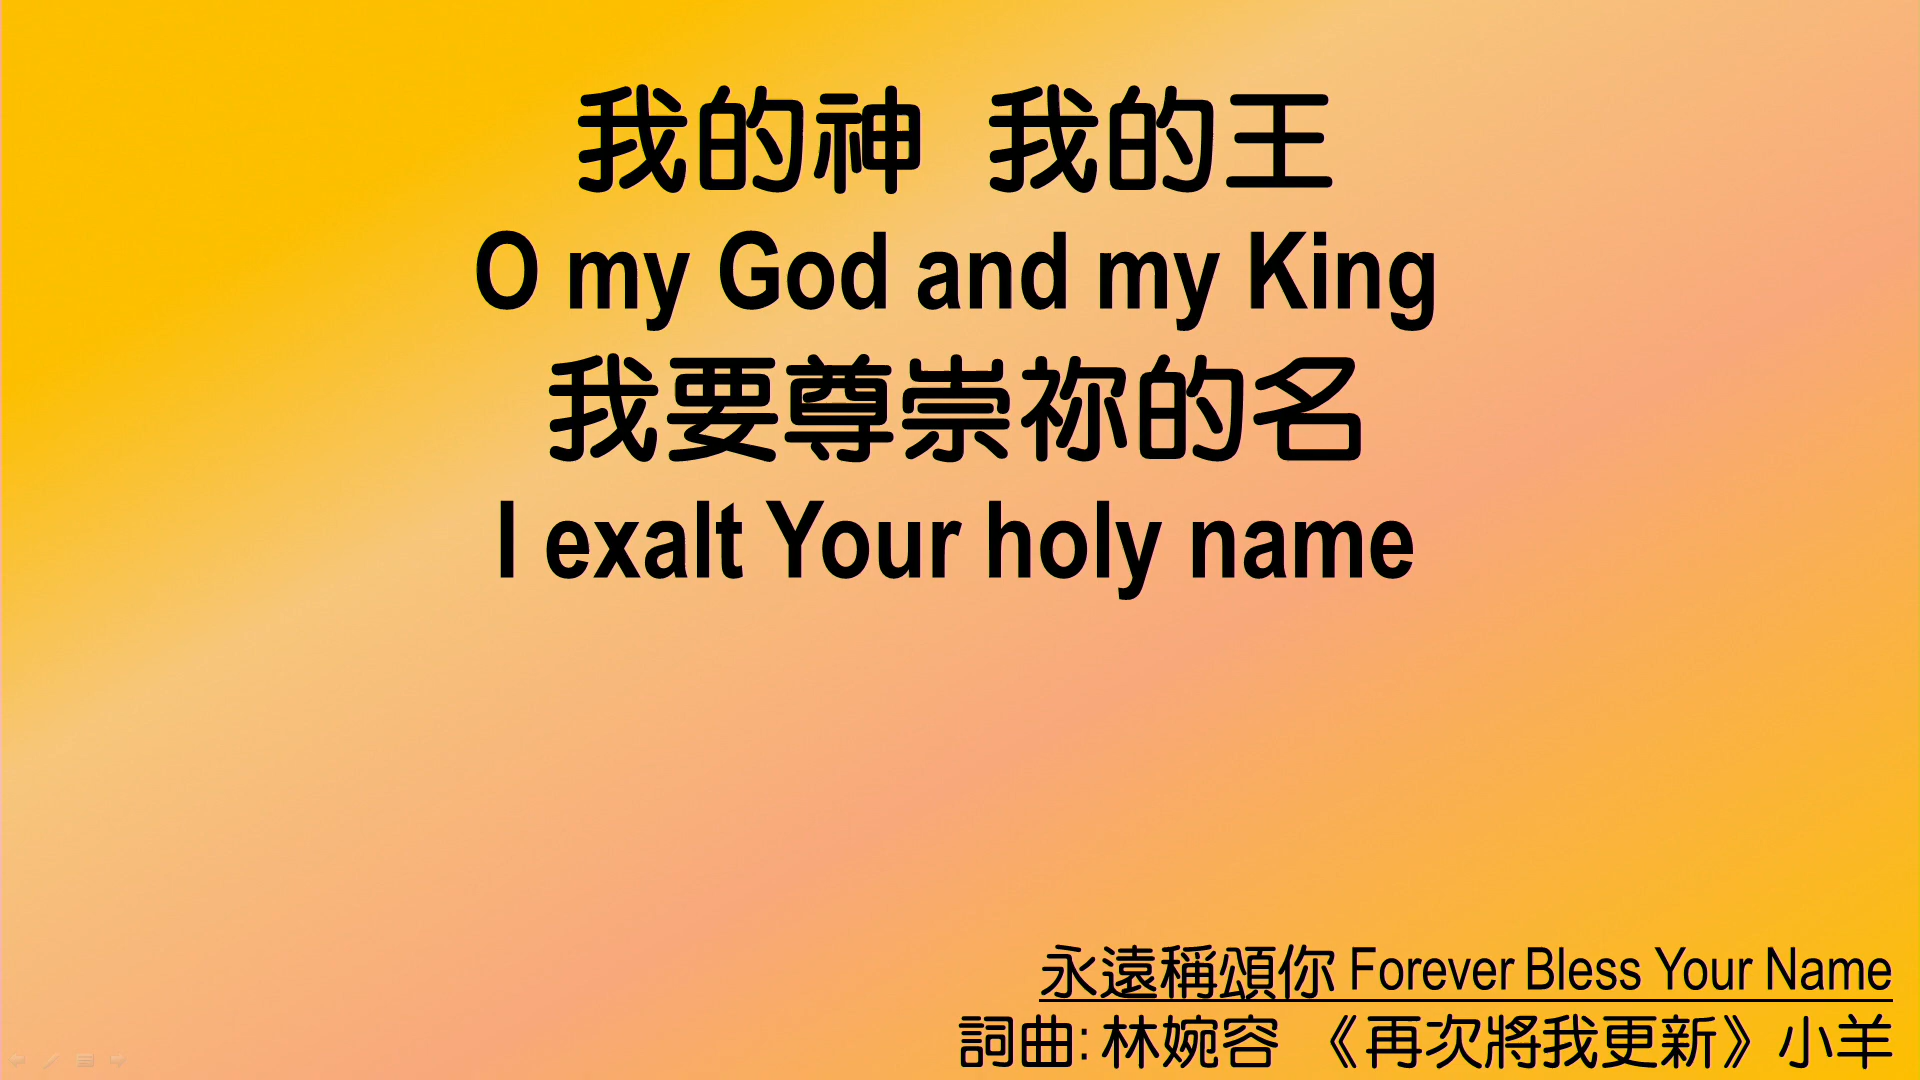 我的神 我的王
O my God and my King
我要尊崇祢的名
I exalt Your holy name
永遠稱頌你 Forever Bless Your Name
詞曲: 林婉容 《再次將我更新》小羊